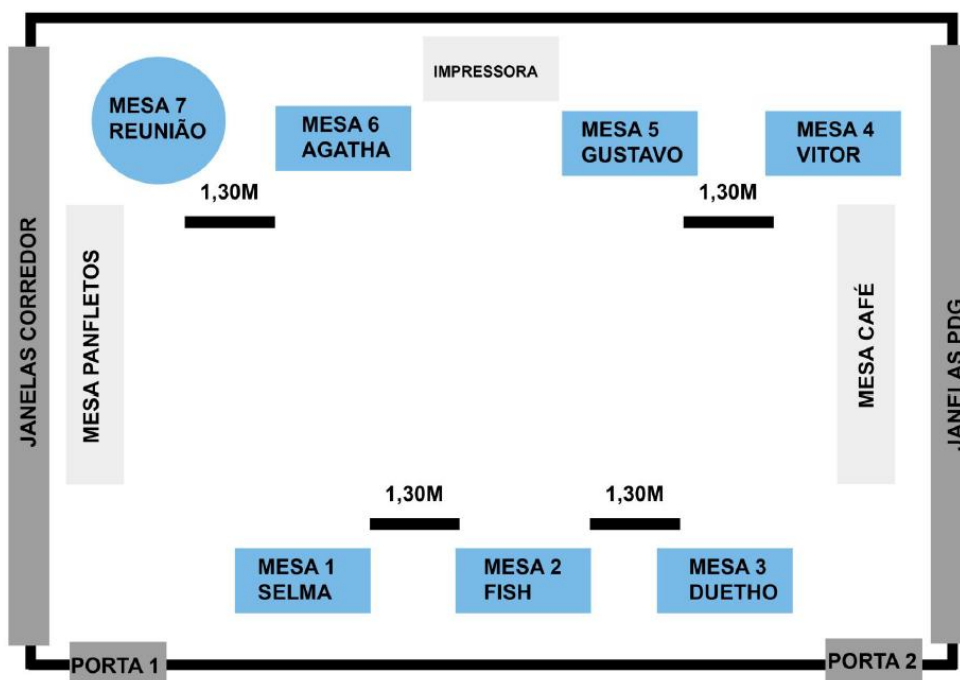 IMPRESSORA
MESA 7
REUNIÃO
MESA 6
AGATHA
MESA 5
GUSTAVO
MESA 4
VITOR
1,30M
1,30M
JANELAS CORREDOR
MESA PANFLETOS
MESA CAFÉ
JANELAS PDG
1,30M
1,30M
MESA 1
SELMA
MESA 2
FISH
MESA 3
DUETHO
PORTA 1
PORTA 2